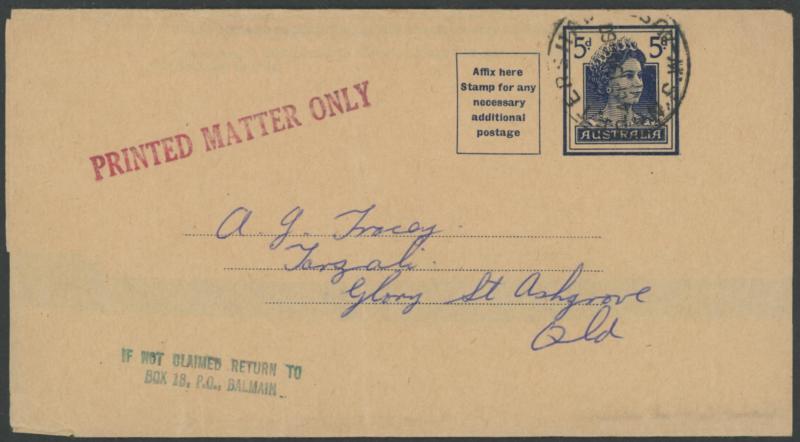 PRINTED MATTER ONLY
Affix here
Stamp for any
necessary
additional
postage
5d 5d
AUSTRALIA
A G. Tracey.
Tarzali
Glory St Ashgrove
Qld
IF NOT CLAIMED RETURN TO
BOX 18, P.O., BALMAIN